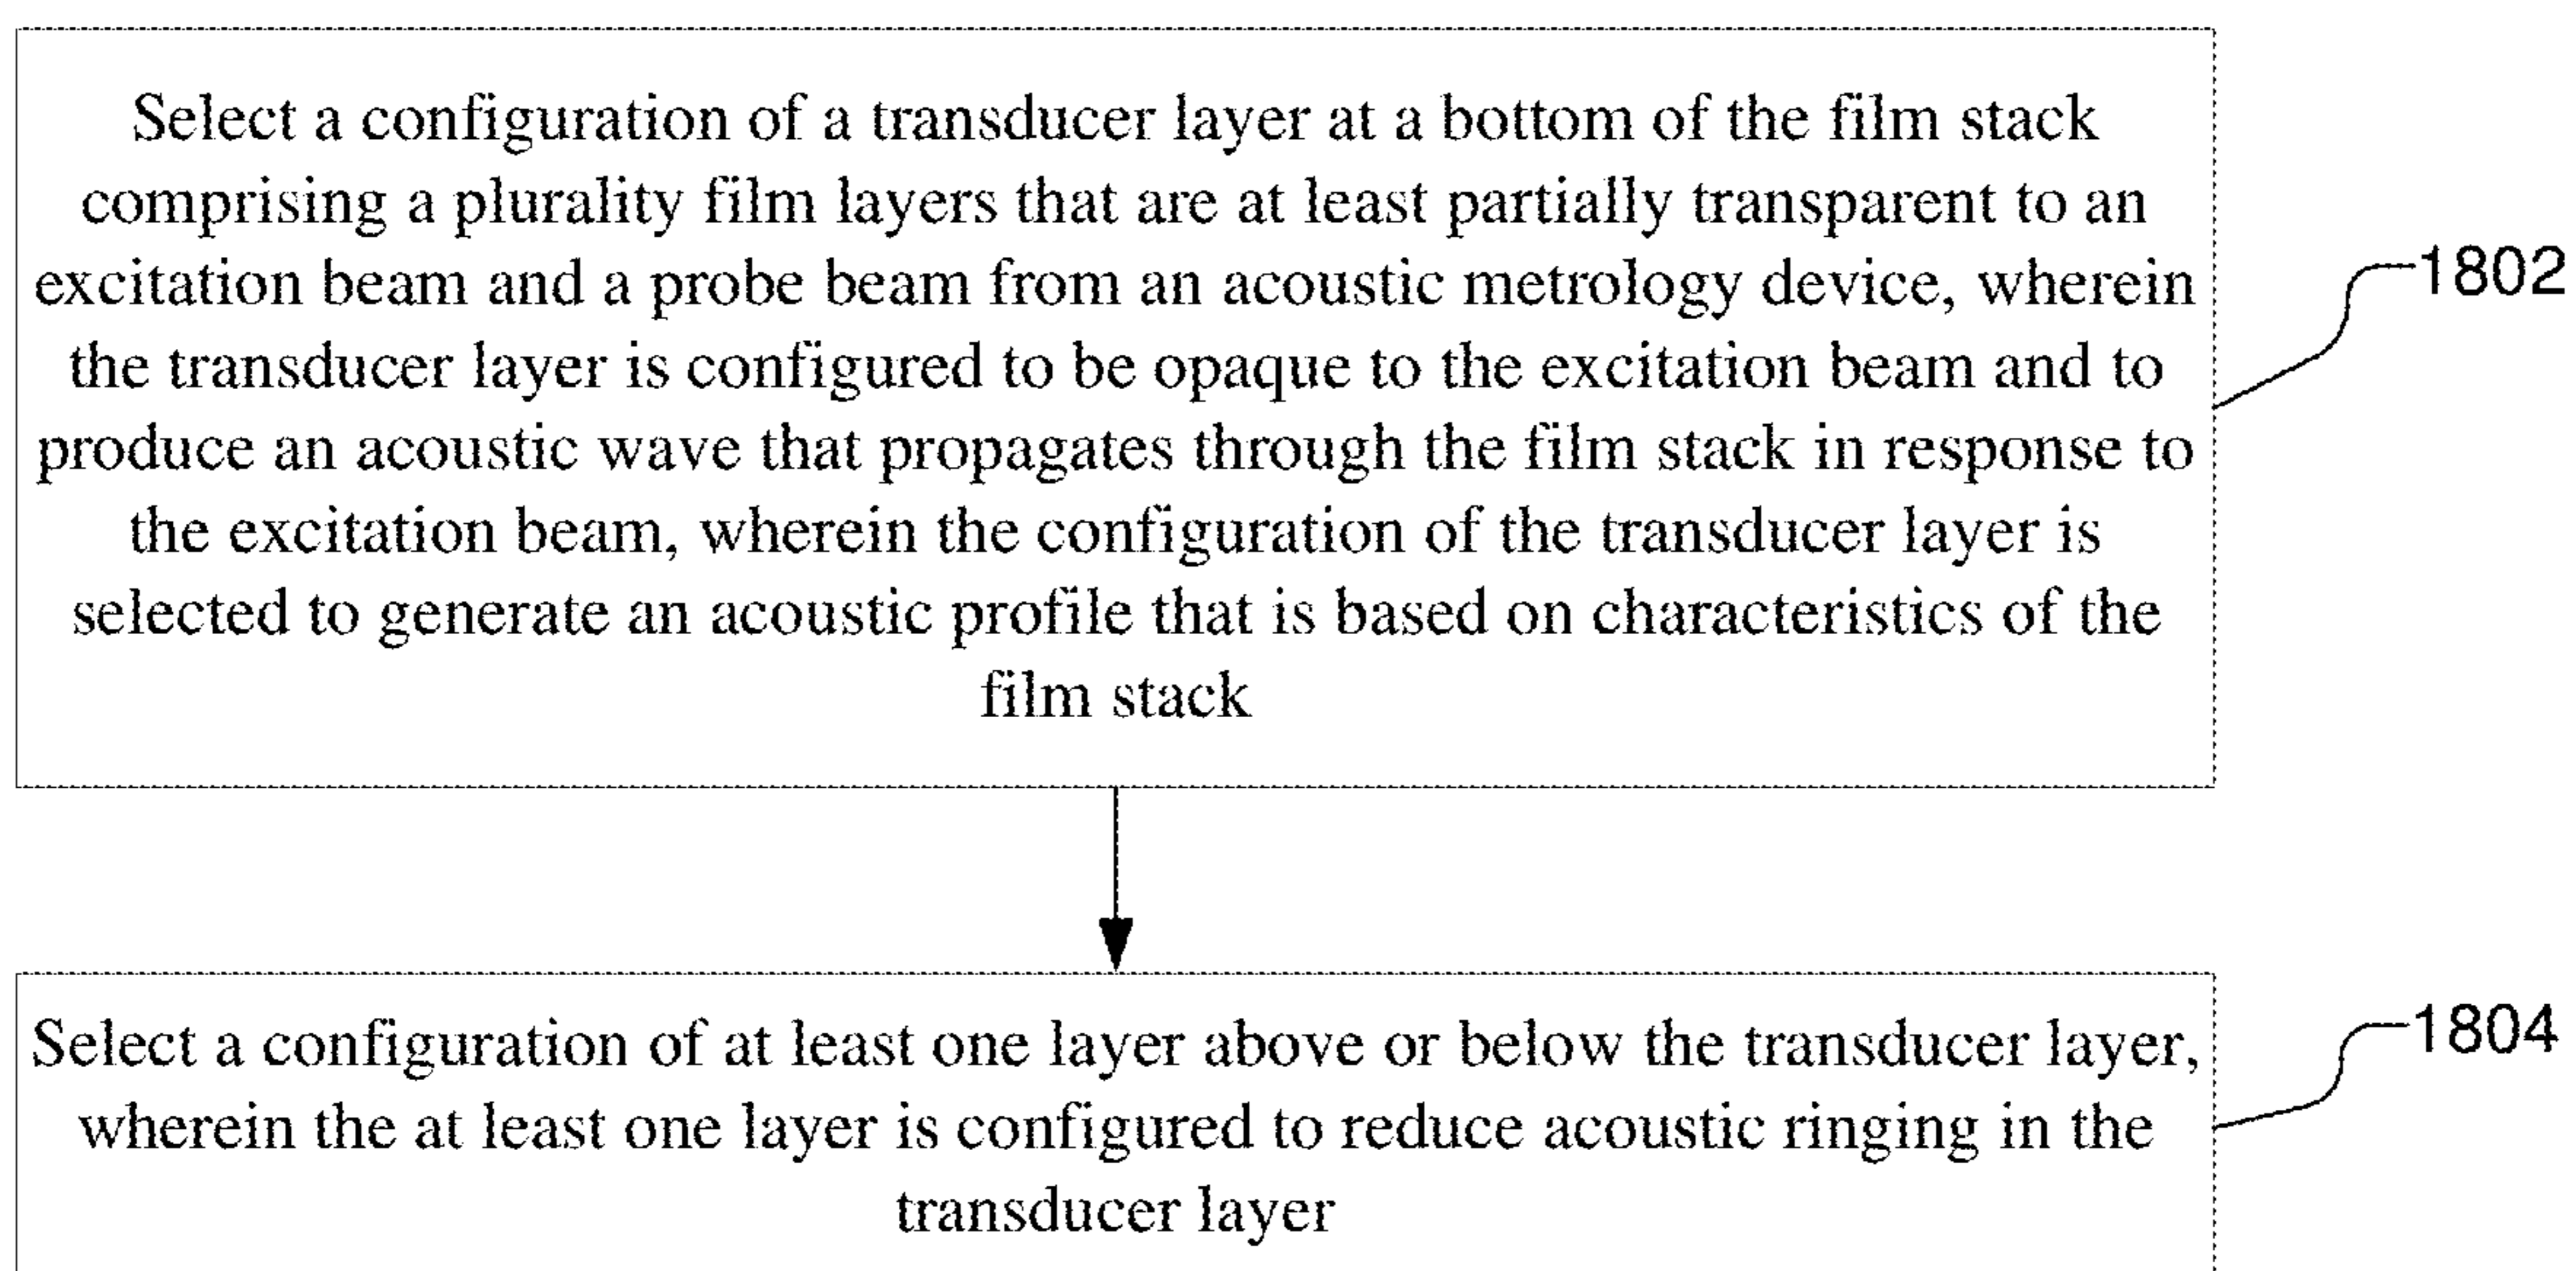 Select a configuration of a transducer layer at a bottom of the film stack
comprising a plurality film layers that are at least partially transparent to an
excitation beam and a probe beam from an acoustic metrology device, wherein
the transducer layer is configured to be opaque to the excitation beam and to
produce an acoustic wave that propagates through the film stack in response to
the excitation beam, wherein the configuration of the transducer layer is
selected to generate an acoustic profile that is based on characteristics of the
film stack
1802
Select a configuration of at least one layer above or below the transducer layer,
wherein the at least one layer is configured to reduce acoustic ringing in the
transducer layer
1804